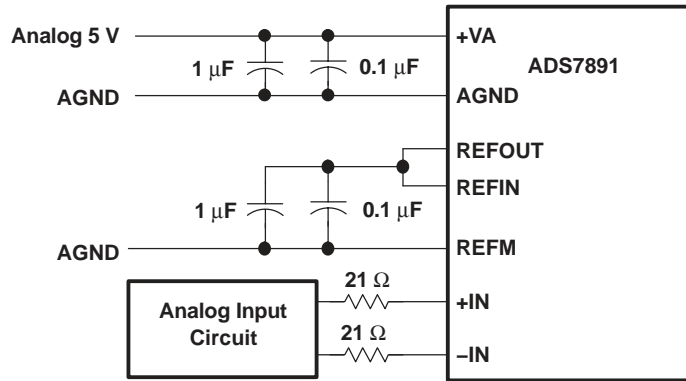 Analog 5 V
+VA
1 μF
0.1 μF
ADS7891
AGND
AGND
REFOUT
REFIN
1 μF
0.1 μF
AGND
REFM
21 Ω
+IN
Analog Input
Circuit
21 Ω
−IN